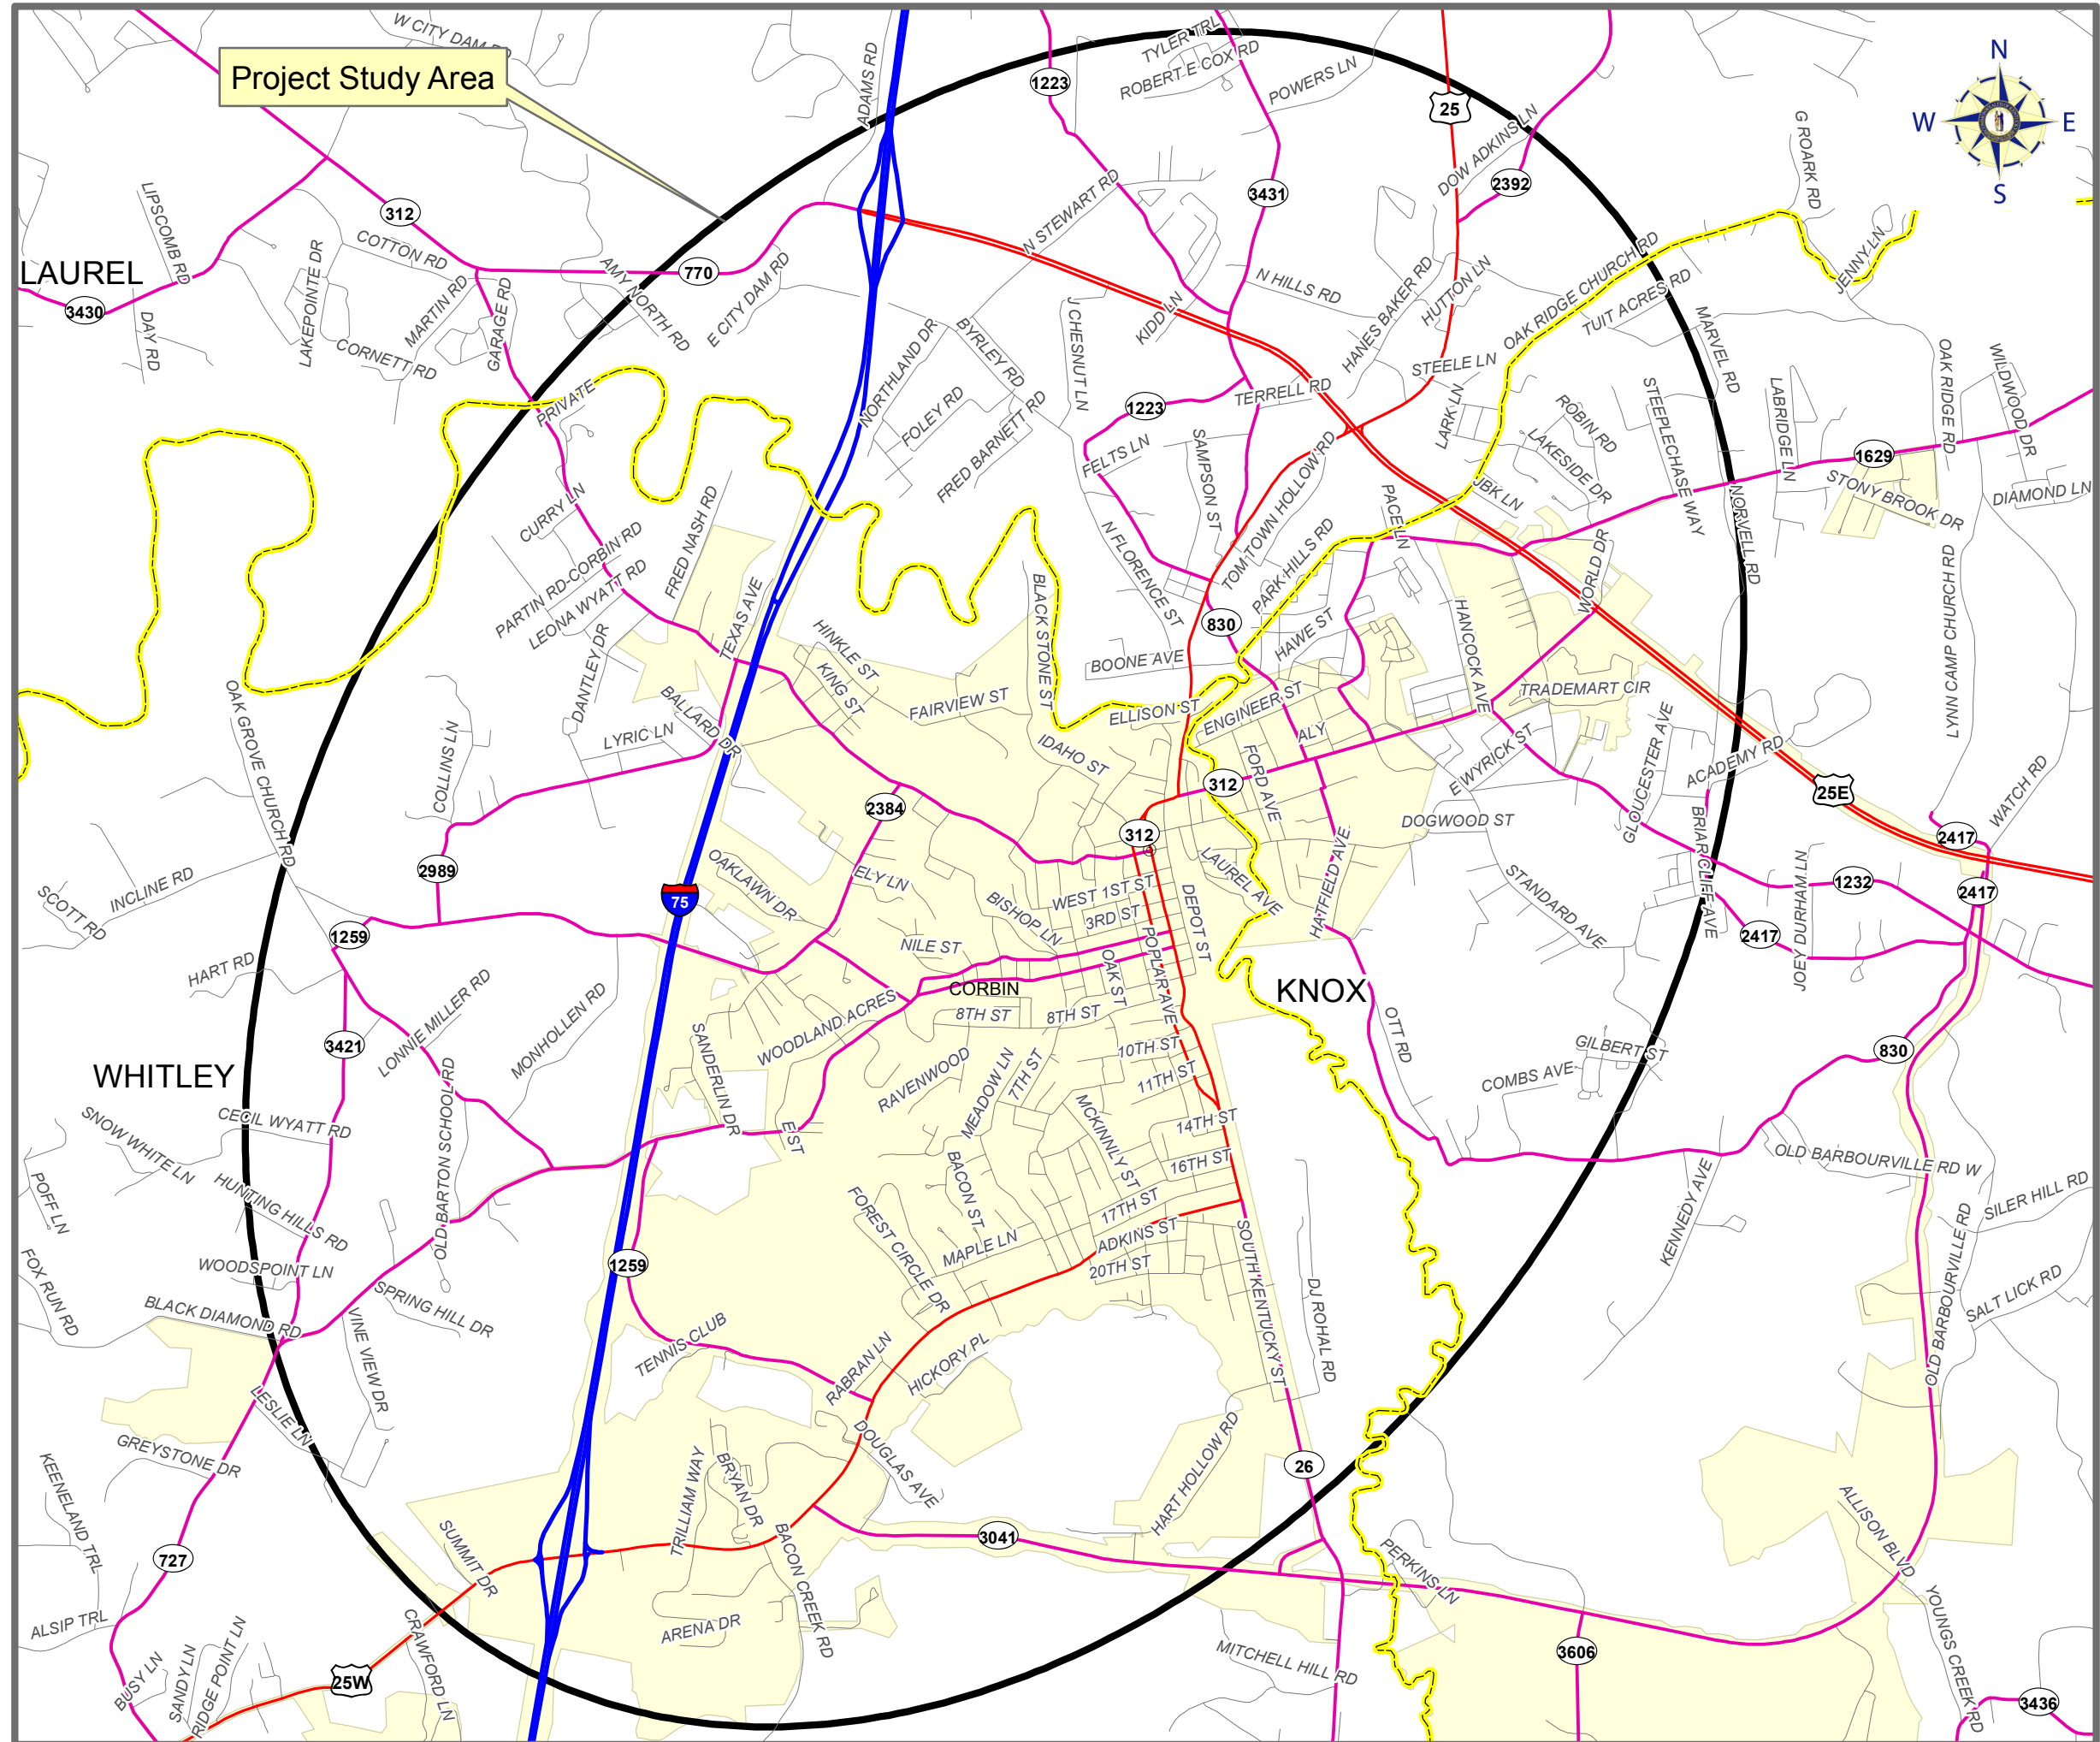 W CITY DAM RD
Project Study Area
ADAMS RD
1223
TYLER TRL
ROBERT E COX RD
POWERS LN
25
DOW ADKINS LN
2392
G ROARK RD
N
W
E
S
LIPSCOMB RD
312
3431
N STEWART RD
COTTON RD
LAKEPOINTE DR
LAUREL
3430
MARTIN RD
GARAGE RD
770
AMY NORTH RD
E CITY DAM RD
JENNY LN
OAK RIDGE CHURCH RD
TUIT ACRES RD
N HILLS RD
HANES BAKER RD
HUTTON LN
KIDD LN
J CHESNUT LN
BYRLEY RD
NORTHLAND DR
DAY RD
CORNETT RD
PRIVATE
FOLEY RD
FRED BARNETT RD
1223
TERRELL RD
STEELE LN
LARK LN
ROBIN RD
LAKESIDE DR
MARVEL RD
STEEPLECHASE WAY
LABRIDGE LN
OAK RIDGE RD
WILDWOOD DR
1629
STONY BROOK DR
DIAMOND LN
FELTS LN
SAMPSON ST
TOM TOWN HOLLOW RD
PACE LN
JBK LN
NORVELL RD
CURRY LN
PARTIN RD-CORBIN RD
LEONA WYATT RD
FRED NASH RD
TEXAS AVE
N FLORENCE ST
BLACK STONE ST
PARK HILLS RD
WORLD DR
LYNN CAMP CHURCH RD
830
HAWE ST
HANCOCK AVE
BOONE AVE
HINKLE ST
KING ST
DANTLEY DR
BALLARD DR
FAIRVIEW ST
ELLISON ST
ENGINEER ST
TRADEMART CIR
OAK GROVE CHURCH RD
COLLINS LN
LYRIC LN
IDAHO ST
ALY
FORD AVE
E WYRICK ST
GLOUCESTER AVE
ACADEMY RD
25E
WATCH RD
312
2384
312
DOGWOOD ST
BRIARCLIFF AVE
2417
HATFIELD AVE
LAUREL AVE
SCOTT RD
INCLINE RD
2989
75
OAKLAWN DR
ELY LN
BISHOP LN
WEST 1ST ST
3RD ST
DEPOT ST
STANDARD AVE
JOEY DURHAM LN
1232
2417
2417
1259
HART RD
NILE ST
OAK ST
POPLAR AVE
CORBIN
KNOX
LONNIE MILLER RD
MONHOLLEN RD
WOODLAND ACRES
8TH ST
8TH ST
OTT RD
3421
WHITLEY
OLD BARTON SCHOOL RD
SANDERLIN DR
RAVENWOOD
MEADOW LN
7TH ST
10TH ST
11TH ST
COMBS AVE
GILBERT ST
830
SNOW WHITE LN
CECIL WYATT RD
E ST
MCKINNLY ST
14TH ST
16TH ST
17TH ST
BACON ST
OLD BARBOURVILLE RD W
SILER HILL RD
POFF LN
HUNTING HILLS RD
FOREST CIRCLE DR
MAPLE LN
ADKINS ST
20TH ST
KENNEDY AVE
FOX RUN RD
WOODSPOINT LN
1259
SOUTH KENTUCKY ST
DJ ROHAL RD
OLD BARBOURVILLE RD
SALT LICK RD
BLACK DIAMOND RD
SPRING HILL DR
VINE VIEW DR
TENNIS CLUB
RABRAN LN
HICKORY PL
LESLIE LN
GREYSTONE DR
KEENELAND TRL
DOUGLAS AVE
BRYAN DR
TRILLIAM WAY
HART HOLLOW RD
26
SUMMIT DR
3041
727
BACON CREEK RD
PERKINS LN
ALLISON BLVD
YOUNGS CREEK RD
ALSIP TRL
ARENA DR
CRAWFORD LN
BUSY LN
SANDY LN
RIDGE POINT LN
25W
MITCHELL HILL RD
3606
3436